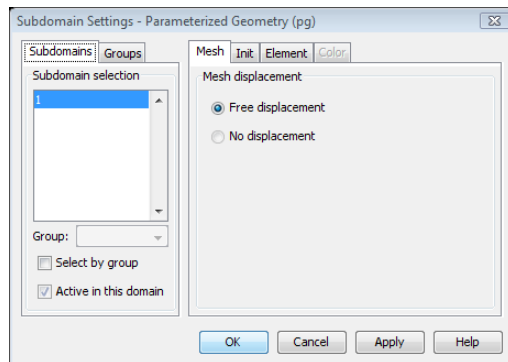 Subdomain Settings - Parameterized Geometry (pg)
Subdomains Groups
Subdomain selection
1
Group:
Select by group
Active in this domain
Mesh Init Element Color
Mesh displacement
Free displacement
No displacement
OK Cancel Apply Help